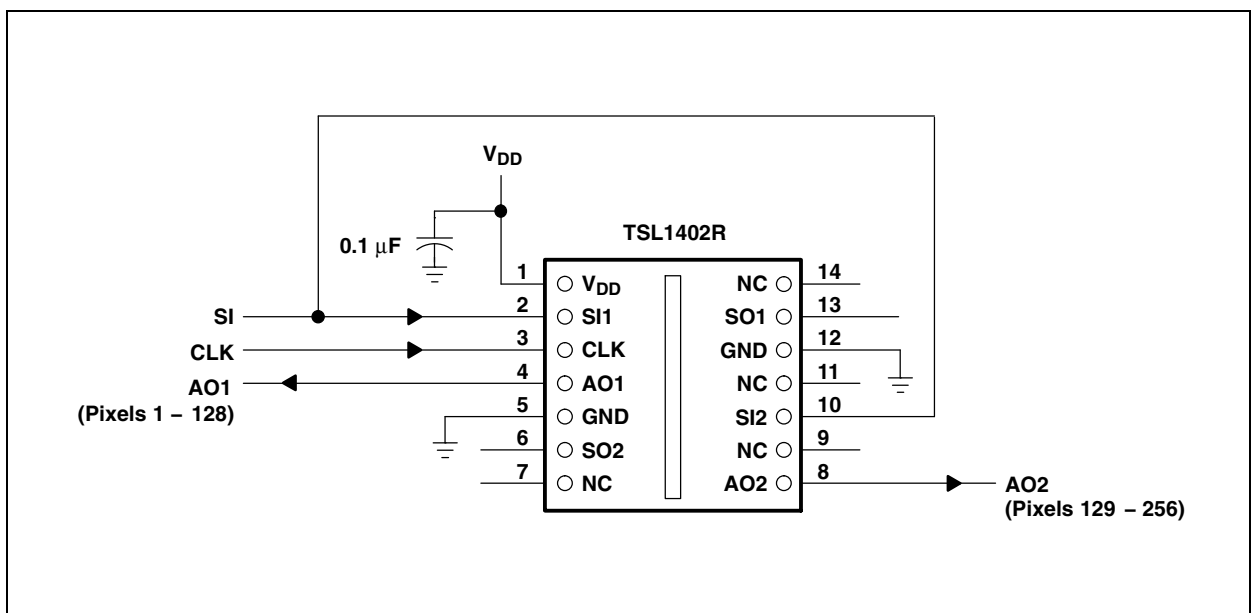 V_DD
0.1 μF
TSL1402R
1 V_DD NC 14
SI 2 SI1 SO1 13
CLK 3 CLK GND 12
AO1 4 AO1 NC 11
(Pixels 1 – 128)
5 GND SI2 10
6 SO2 NC 9
7 NC AO2 8
AO2
(Pixels 129 – 256)